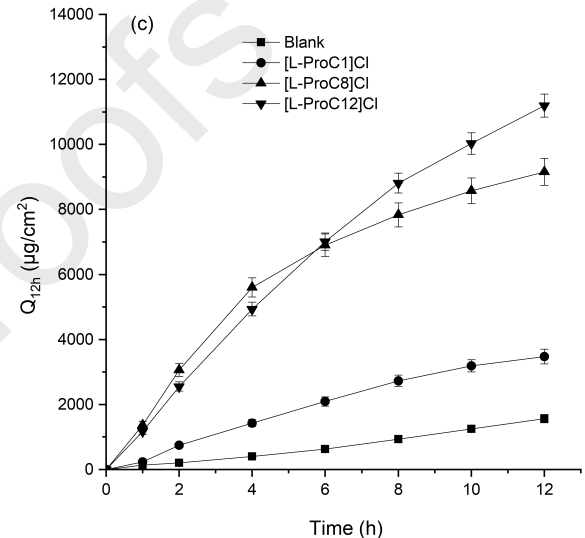 (c)
Blank
[L-ProC1]Cl
[L-ProC8]Cl
[L-ProC12]Cl
14000
12000
10000
8000
6000
4000
2000
0
Q12h (µg/cm²)
0 2 4 6 8 10 12
Time (h)
oofs